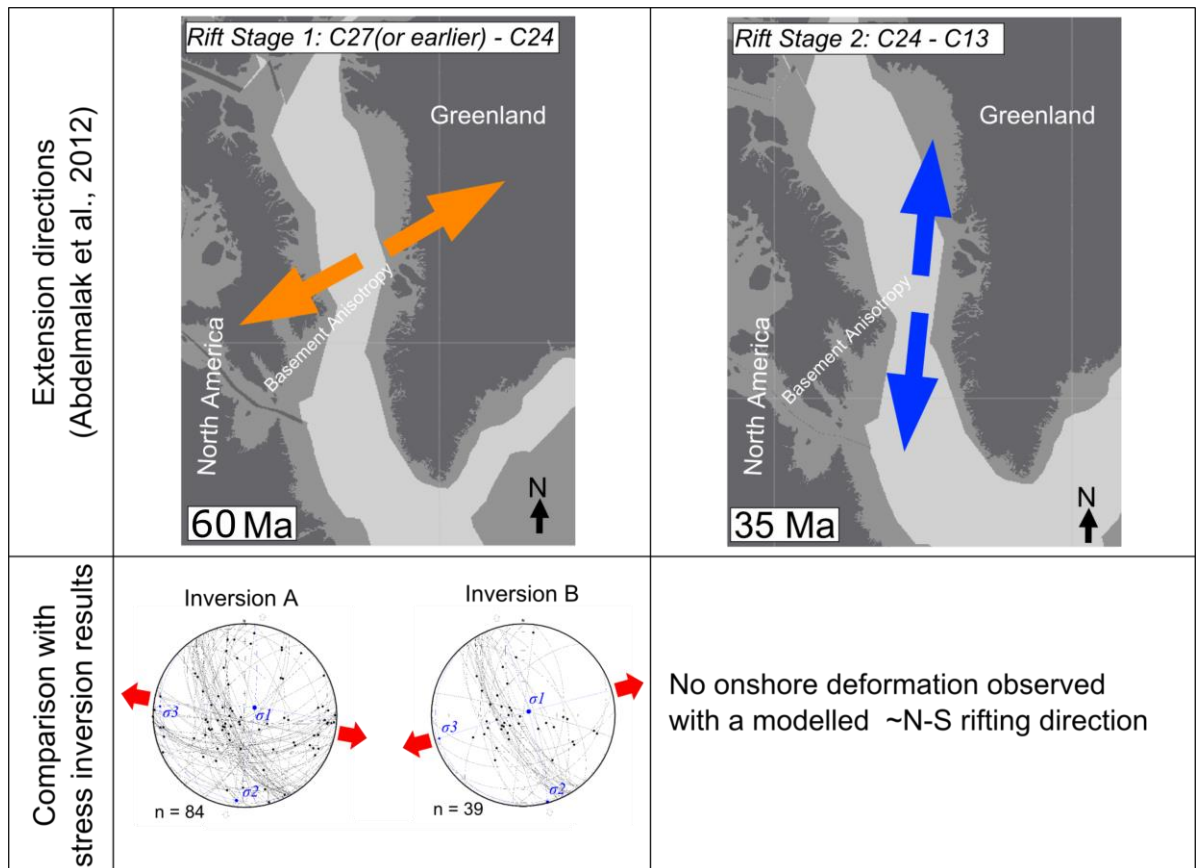 Extension directions
(Abdelmalak et al., 2012)
Rift Stage 1: C27(or earlier) - C24
Greenland
Basement Anisotropy
North America
N
60 Ma
Rift Stage 2: C24 - C13
Greenland
Basement Anisotropy
North America
N
35 Ma
Comparison with
stress inversion results
Inversion A
σ3
σ1
σ2
n = 84
Inversion B
σ1
σ3
σ2
n = 39
No onshore deformation observed
with a modelled ~N-S rifting direction